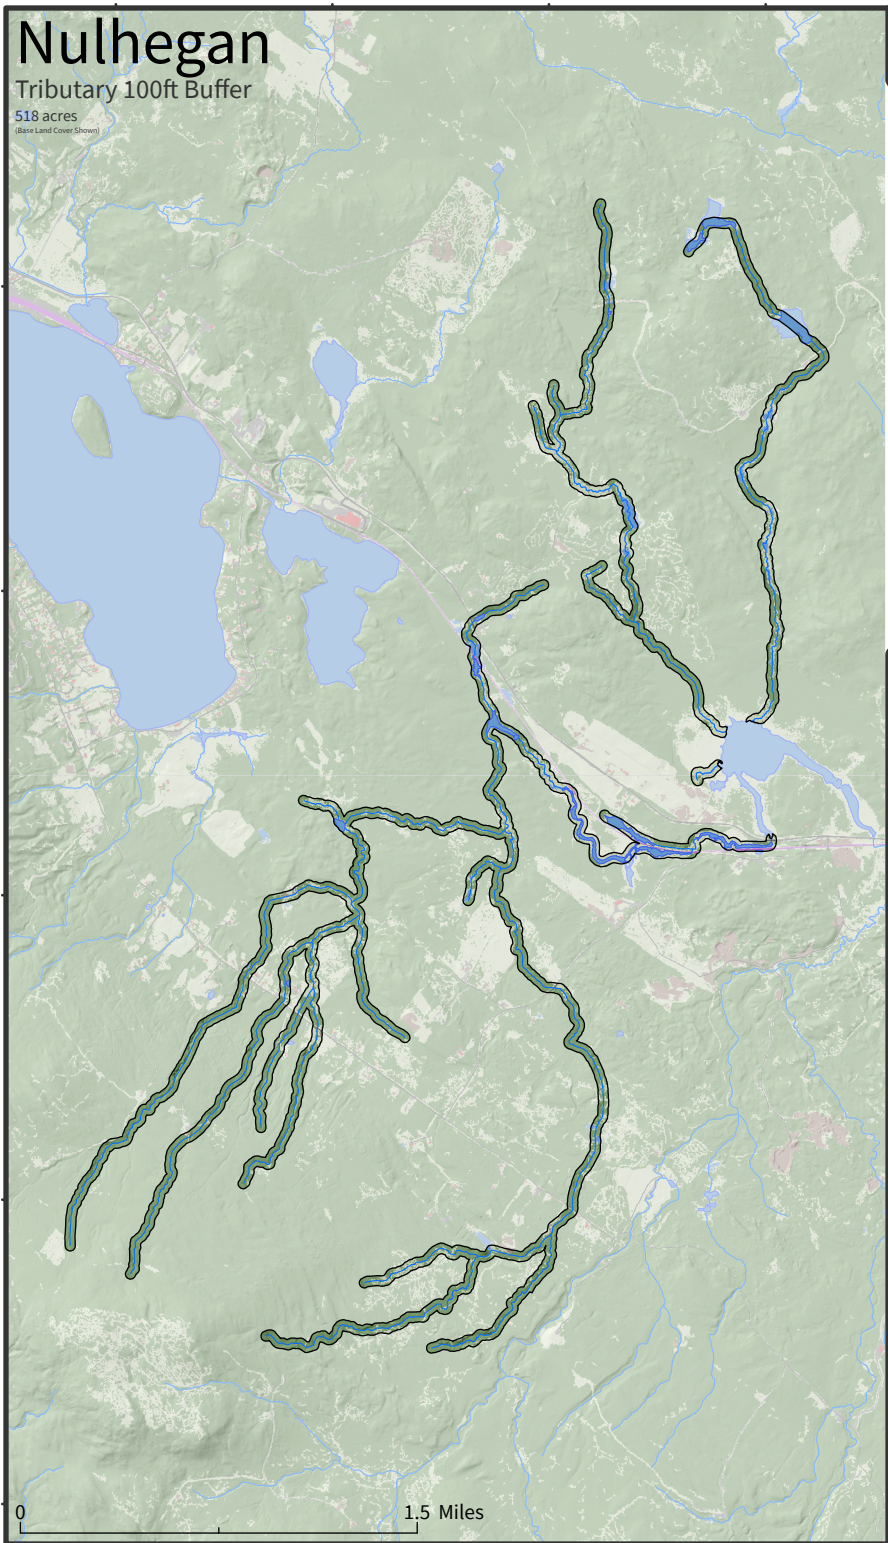 Nulhegan
Tributary 100ft Buffer
518 acres
(Base Land Cover Shown)
0 1.5 Miles